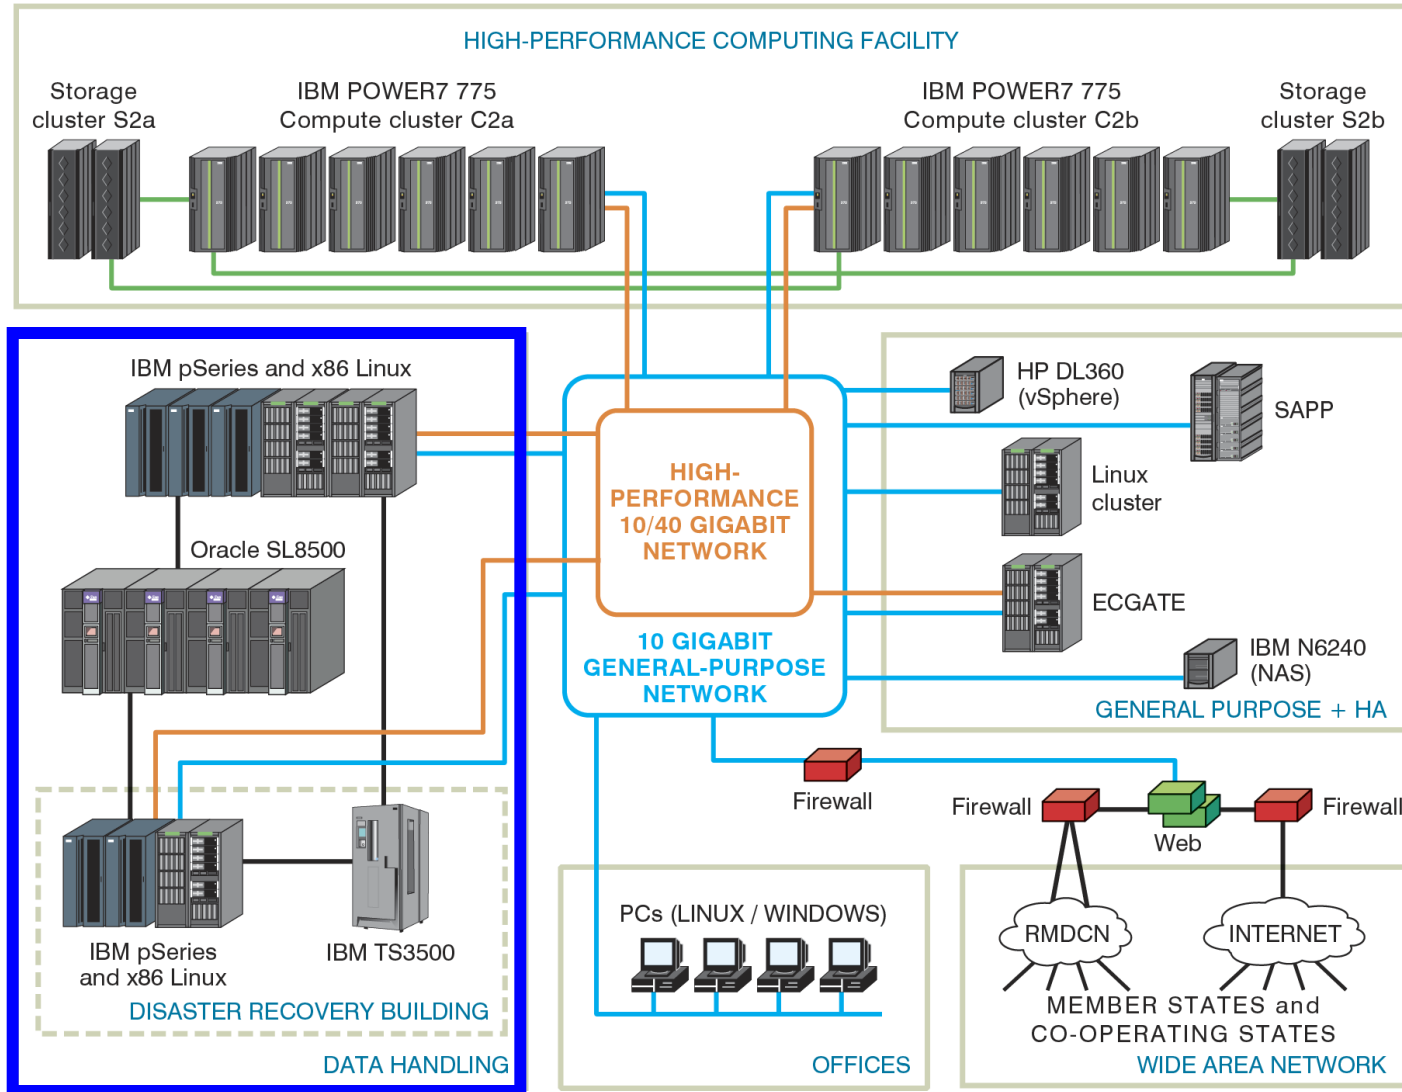 HIGH-PERFORMANCE COMPUTING FACILITY
Storage
cluster S2a
IBM POWER7 775
Compute cluster C2a
IBM POWER7 775
Compute cluster C2b
Storage
cluster S2b
IBM pSeries and x86 Linux
Oracle SL8500
IBM pSeries
and x86 Linux
IBM TS3500
DISASTER RECOVERY BUILDING
DATA HANDLING
HIGH-
PERFORMANCE
10/40 GIGABIT
NETWORK
10 GIGABIT
GENERAL-PURPOSE
NETWORK
HP DL360
(vSphere)
SAPP
Linux
cluster
ECGATE
IBM N6240
(NAS)
GENERAL PURPOSE + HA
Firewall
Firewall
Web
Firewall
PCs (LINUX / WINDOWS)
OFFICES
RMDCN
INTERNET
MEMBER STATES and
CO-OPERATING STATES
WIDE AREA NETWORK